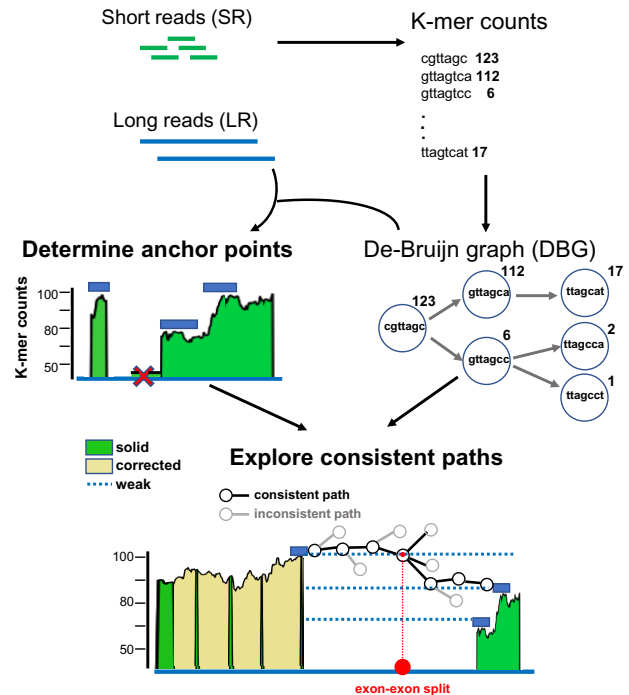 Short reads (SR)
K-mer counts
cgttagc 123
gttagtca 112
gttagtcc 6
.
.
.
ttagtcat 17
Long reads (LR)
Determine anchor points
De-Bruijn graph (DBG)
K-mer counts
100
80
50
123
cgttagc
112
gttagca
17
ttagcat
6
gttagcc
2
ttagcca
1
ttagcct
solid
corrected
weak
Explore consistent paths
consistent path
inconsistent path
100
80
50
exon-exon split